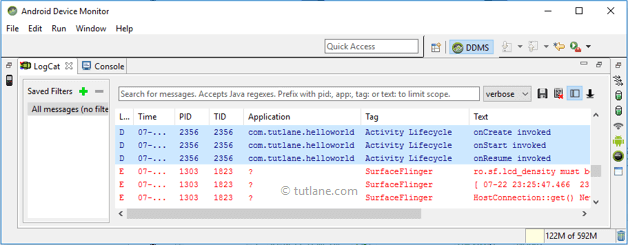 Android Device Monitor
File Edit Run Window Help
Quick Access
DDMS
LogCat
Console
Saved Filters
All messages (no filte
Search for messages. Accepts Java regexes. Prefix with pid:, app:, tag: or text: to limit scope.
verbose
L... Time PID TID Application Tag Text
D 07-... 2356 2356 com.tutlane.helloworld Activity Lifecycle onCreate invoked
D 07-... 2356 2356 com.tutlane.helloworld Activity Lifecycle onStart invoked
D 07-... 2356 2356 com.tutlane.helloworld Activity Lifecycle onResume invoked
E 07-... 1303 1823 ? SurfaceFlinger ro.sf.lcd_density must b
E 07-... 1303 1823 ? SurfaceFlinger [ 07-22 23:25:47.466 23
E 07-... 1303 1823 ? SurfaceFlinger HostConnection::get() Ne
© tutlane.com
122M of 592M